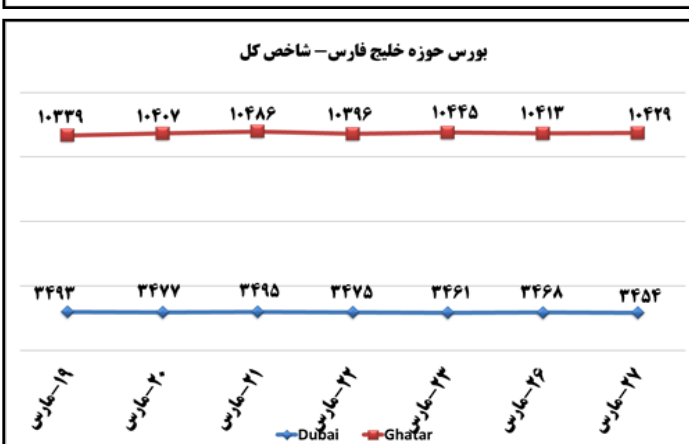 بورس حوزه خلیج فارس– شاخص کل
۱۰۳۳۹ ۱۰۴۰۷ ۱۰۴۸۶ ۱۰۳۹۶ ۱۰۴۴۵ ۱۰۴۱۳ ۱۰۴۲۹
۳۴۹۳ ۳۴۷۷ ۳۴۹۵ ۳۴۷۵ ۳۴۶۱ ۳۴۶۸ ۳۴۵۴
۱۹-مارس ۲۰-مارس ۲۱-مارس ۲۲-مارس ۲۳-مارس ۲۶-مارس ۲۷-مارس
Dubai Ghatar